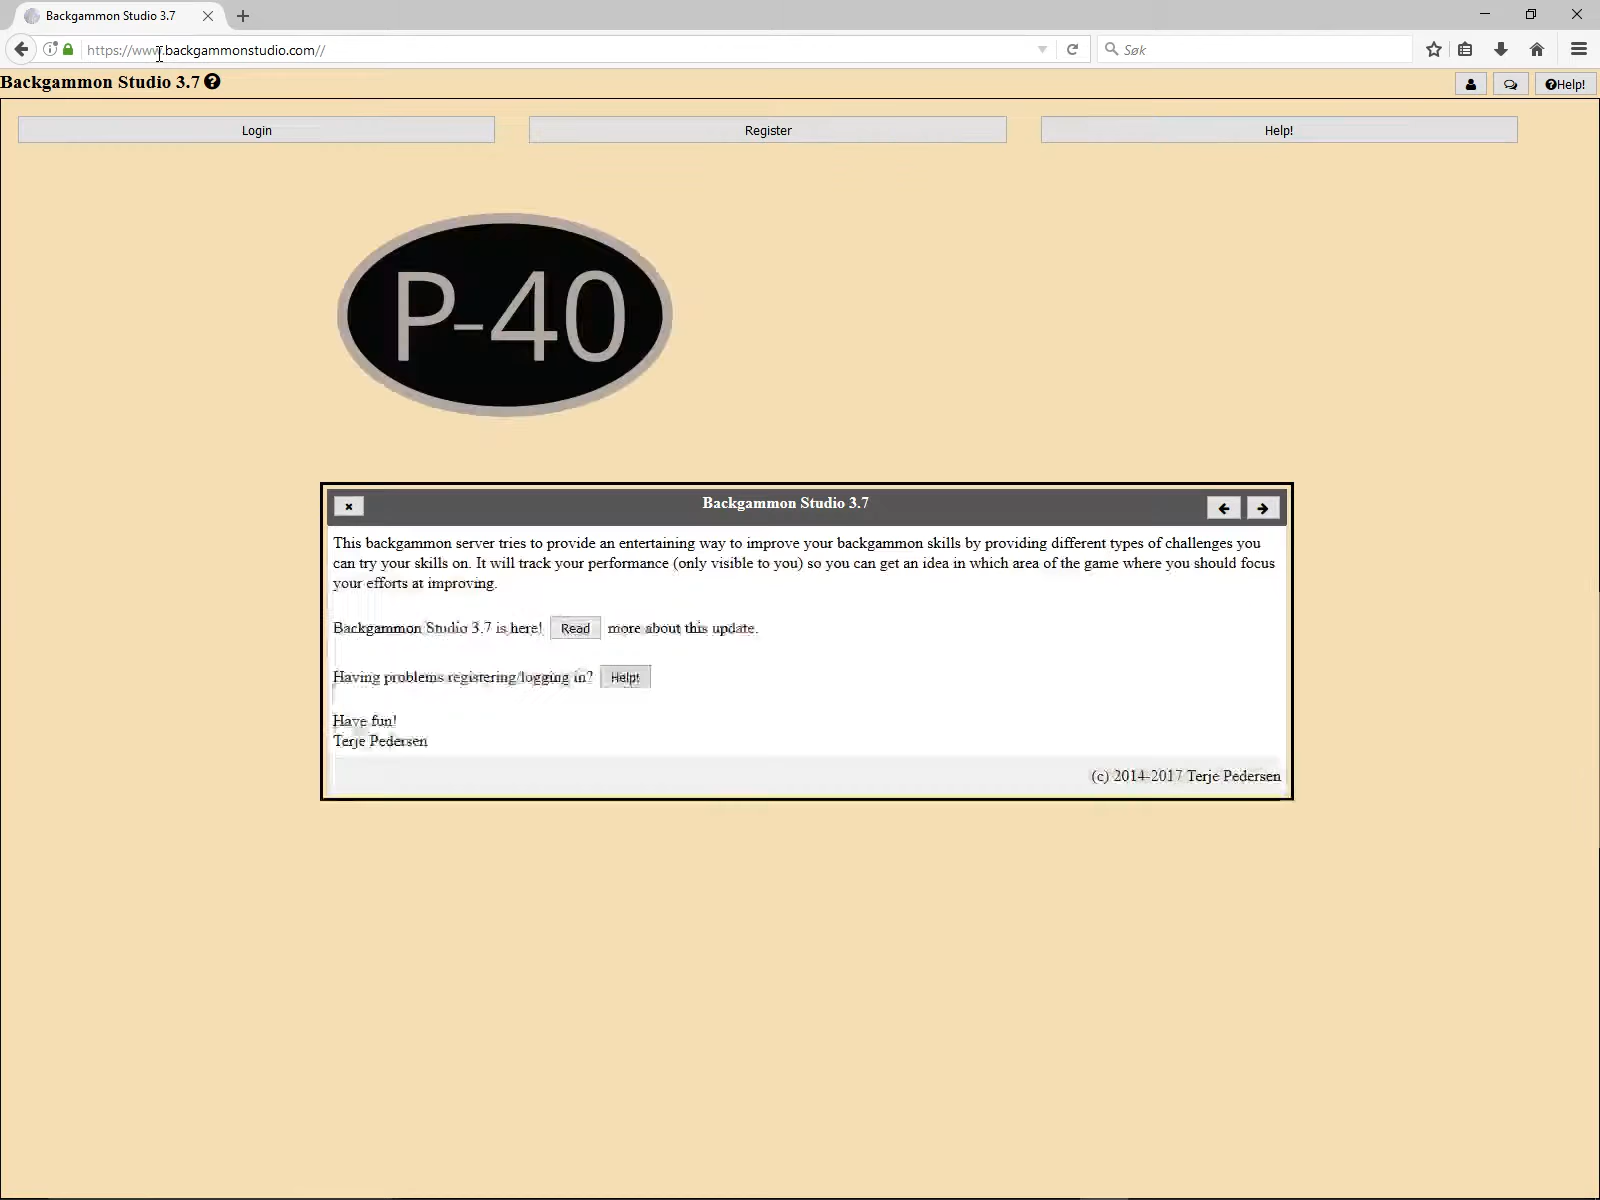 Backgammon Studio 3.7
https://www.backgammonstudio.com//
Søk
Backgammon Studio 3.7
Help!
Login
Register
Help!
P-40
Backgammon Studio 3.7
This backgammon server tries to provide an entertaining way to improve your backgammon skills by providing different types of challenges you
can try your skills on. It will track your performance (only visible to you) so you can get an idea in which area of the game where you should focus
your efforts at improving.
Backgammon Studio 3.7 is here! Read more about this update.
Having problems registering/logging in? Help!
Have fun!
Terje Pedersen
(c) 2014-2017 Terje Pedersen